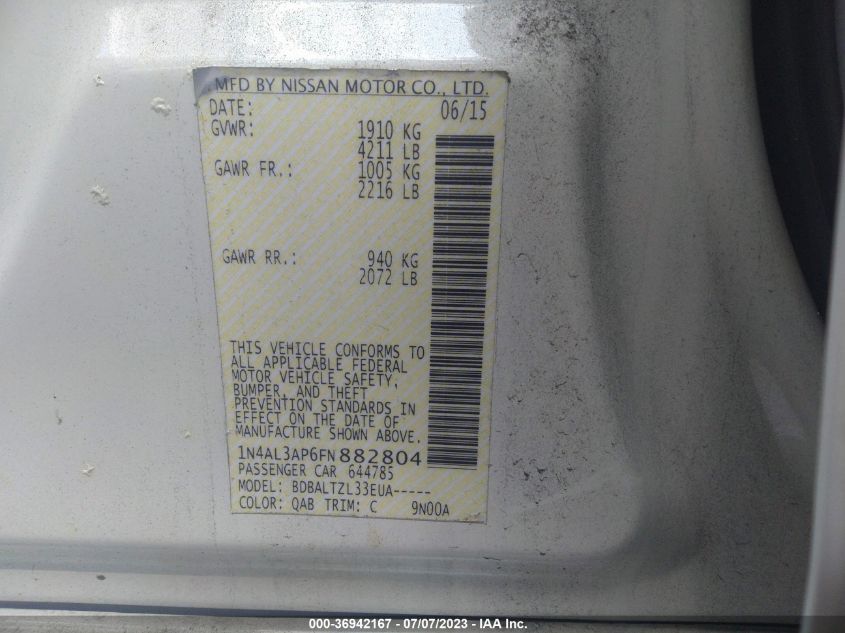 MFD BY NISSAN MOTOR CO., LTD.
DATE: 06/15
GVWR: 1910 KG
4211 LB
GAWR FR.: 1005 KG
2216 LB
GAWR RR.: 940 KG
2072 LB
THIS VEHICLE CONFORMS TO
ALL APPLICABLE FEDERAL
MOTOR VEHICLE SAFETY,
BUMPER, AND THEFT
PREVENTION STANDARDS IN
EFFECT ON THE DATE OF
MANUFACTURE SHOWN ABOVE.
1N4AL3AP6FN882804
PASSENGER CAR 644785
MODEL: BDBALTZL33EUA-----
COLOR: QAB TRIM: C 9N00A
000-36942167 - 07/07/2023 - IAA Inc.